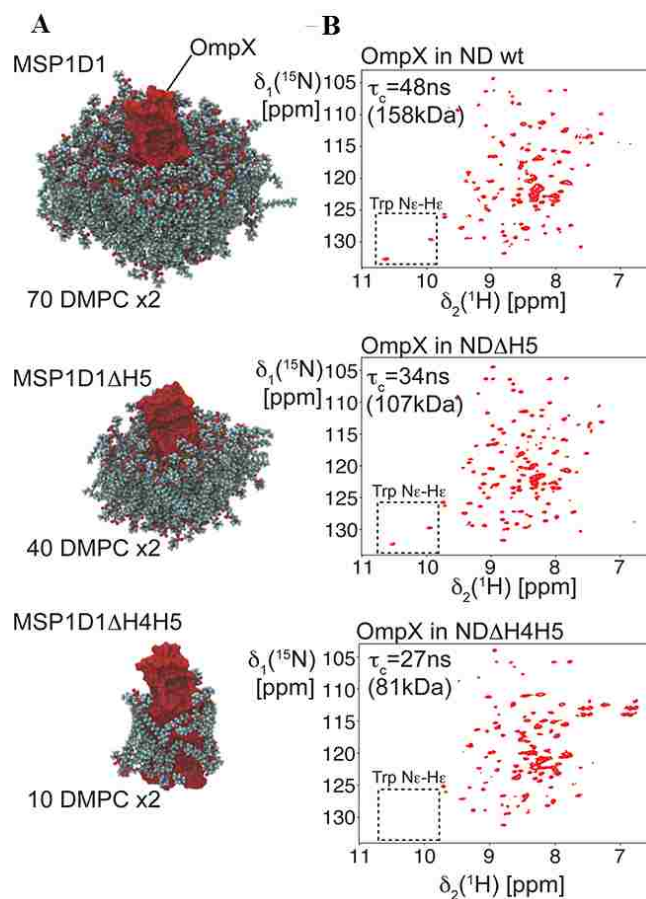 A
B
OmpX
MSP1D1
70 DMPC x2
OmpX in ND wt
δ₁(¹⁵N)
[ppm]
τc=48ns
(158kDa)
Trp Nε-Hε
105
110
115
120
125
130
11 10 9 8 7
δ₂(¹H) [ppm]
MSP1D1ΔH5
40 DMPC x2
OmpX in NDΔH5
δ₁(¹⁵N)
[ppm]
τc=34ns
(107kDa)
Trp Nε-Hε
105
110
115
120
125
130
11 10 9 8 7
δ₂(¹H) [ppm]
MSP1D1ΔH4H5
10 DMPC x2
OmpX in NDΔH4H5
δ₁(¹⁵N)
[ppm]
τc=27ns
(81kDa)
Trp Nε-Hε
105
110
115
120
125
130
11 10 9 8 7
δ₂(¹H) [ppm]